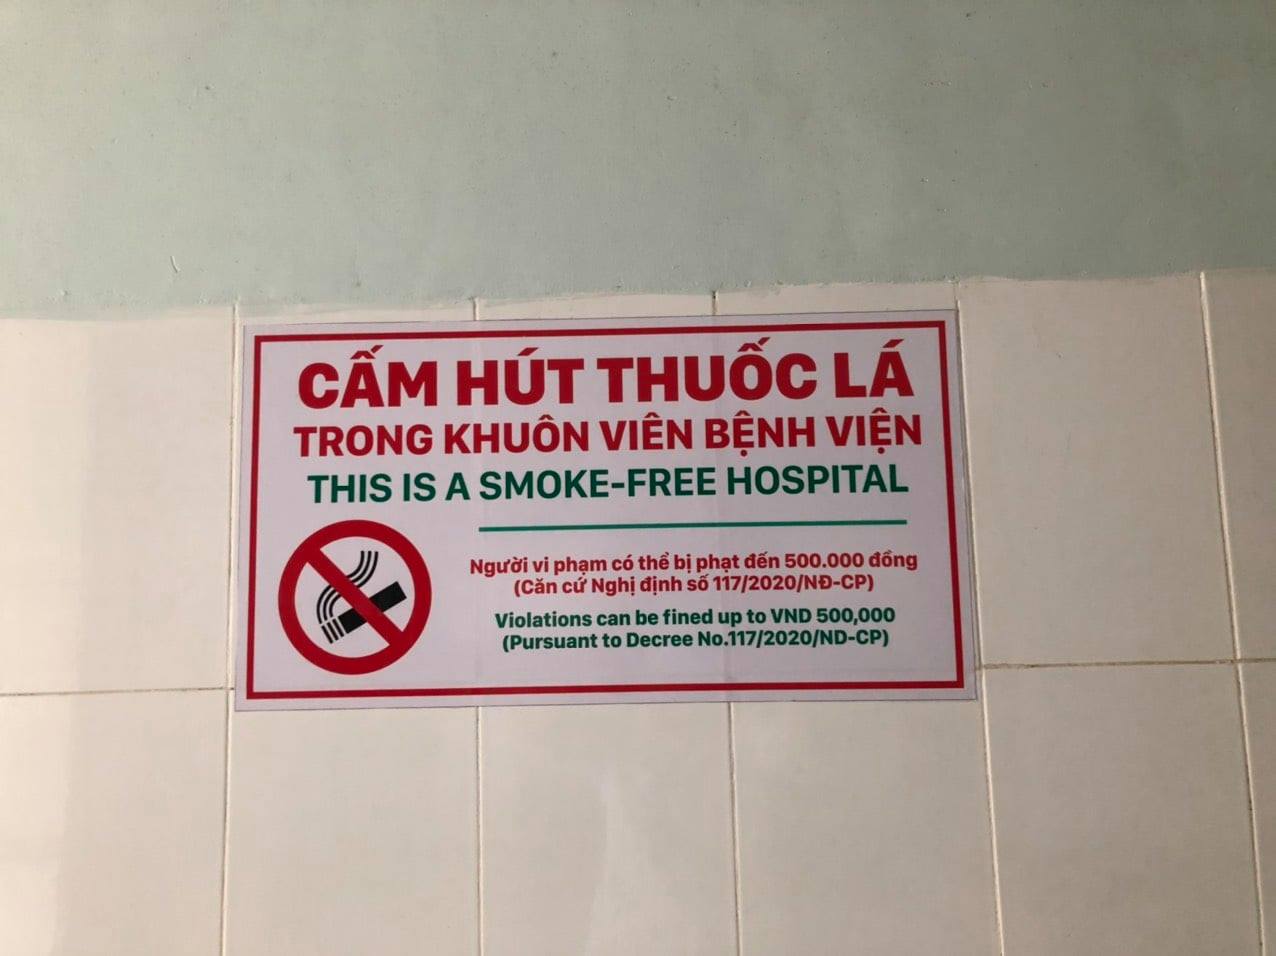 CẤM HÚT THUỐC LÁ
TRONG KHUÔN VIÊN BỆNH VIỆN
THIS IS A SMOKE-FREE HOSPITAL
Người vi phạm có thể bị phạt đến 500.000 đồng
(Căn cứ Nghị định số 117/2020/NĐ-CP)
Violations can be fined up to VND 500,000
(Pursuant to Decree No.117/2020/ND-CP)